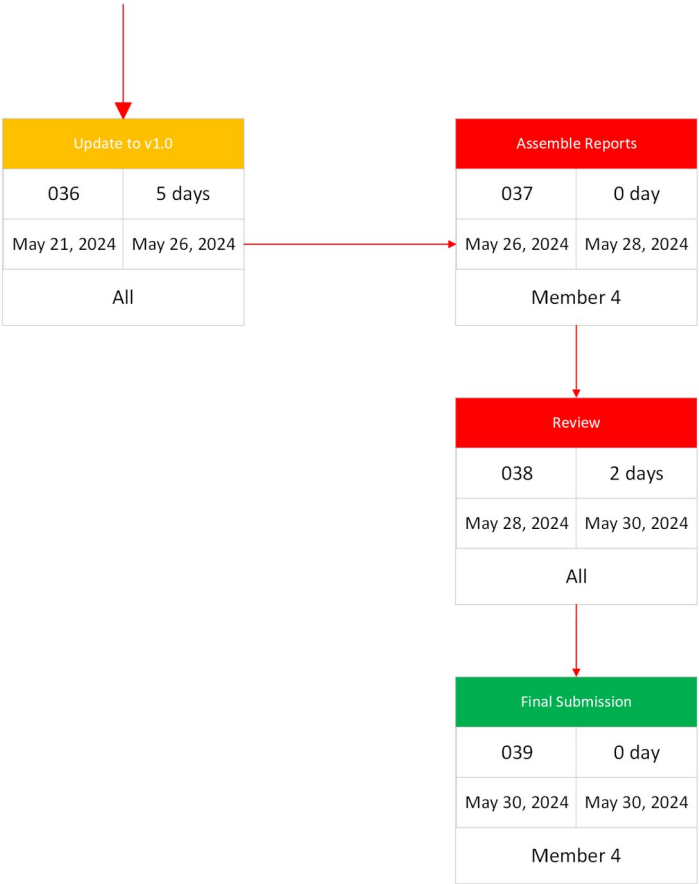 Update to v1.0
036 5 days
May 21, 2024 May 26, 2024
All
Assemble Reports
037 0 day
May 26, 2024 May 28, 2024
Member 4
Review
038 2 days
May 28, 2024 May 30, 2024
All
Final Submission
039 0 day
May 30, 2024 May 30, 2024
Member 4